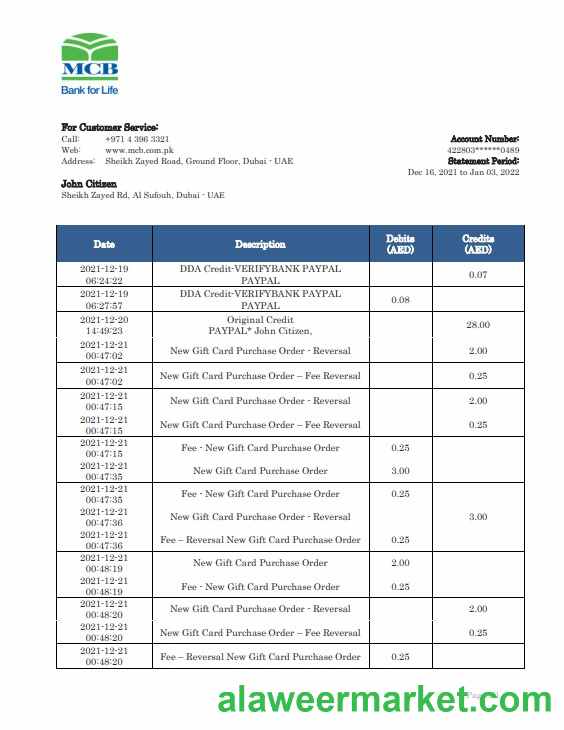 MCB
Bank for Life
For Customer Service:
Call: +971 4 396 3321
Web: www.mcb.com.pk
Address: Sheikh Zayed Road, Ground Floor, Dubai - UAE
Account Number:
422803******0489
Statement Period:
Dec 16, 2021 to Jan 03, 2022
John Citizen
Sheikh Zayed Rd, Al Sufouh, Dubai - UAE
Date Description Debits (AED) Credits (AED)
2021-12-19 06:24:22 DDA Credit-VERIFYBANK PAYPAL PAYPAL 0.07
2021-12-19 06:27:57 DDA Credit-VERIFYBANK PAYPAL PAYPAL 0.08
2021-12-20 14:49:23 Original Credit PAYPAL* John Citizen, 28.00
2021-12-21 00:47:02 New Gift Card Purchase Order - Reversal 2.00
2021-12-21 00:47:02 New Gift Card Purchase Order – Fee Reversal 0.25
2021-12-21 00:47:15 New Gift Card Purchase Order - Reversal 2.00
2021-12-21 00:47:15 New Gift Card Purchase Order – Fee Reversal 0.25
2021-12-21 00:47:15 Fee - New Gift Card Purchase Order 0.25
2021-12-21 00:47:35 New Gift Card Purchase Order 3.00
2021-12-21 00:47:35 Fee - New Gift Card Purchase Order 0.25
2021-12-21 00:47:36 New Gift Card Purchase Order - Reversal 3.00
2021-12-21 00:47:36 Fee – Reversal New Gift Card Purchase Order 0.25
2021-12-21 00:48:19 New Gift Card Purchase Order 2.00
2021-12-21 00:48:19 Fee - New Gift Card Purchase Order 0.25
2021-12-21 00:48:20 New Gift Card Purchase Order - Reversal 2.00
2021-12-21 00:48:20 New Gift Card Purchase Order – Fee Reversal 0.25
2021-12-21 00:48:20 Fee – Reversal New Gift Card Purchase Order 0.25
alaweermarket.com